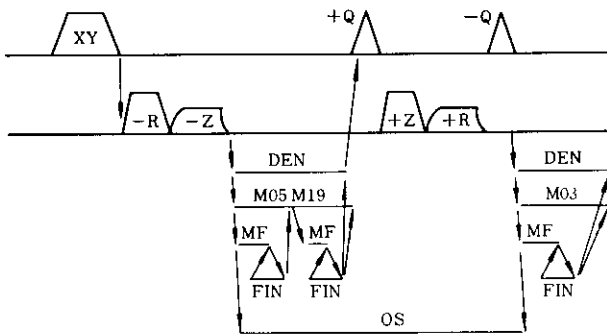 XY +Q -Q
-R -Z +Z +R
DEN DEN
M05 M19 M03
MF MF MF
FIN FIN FIN
OS